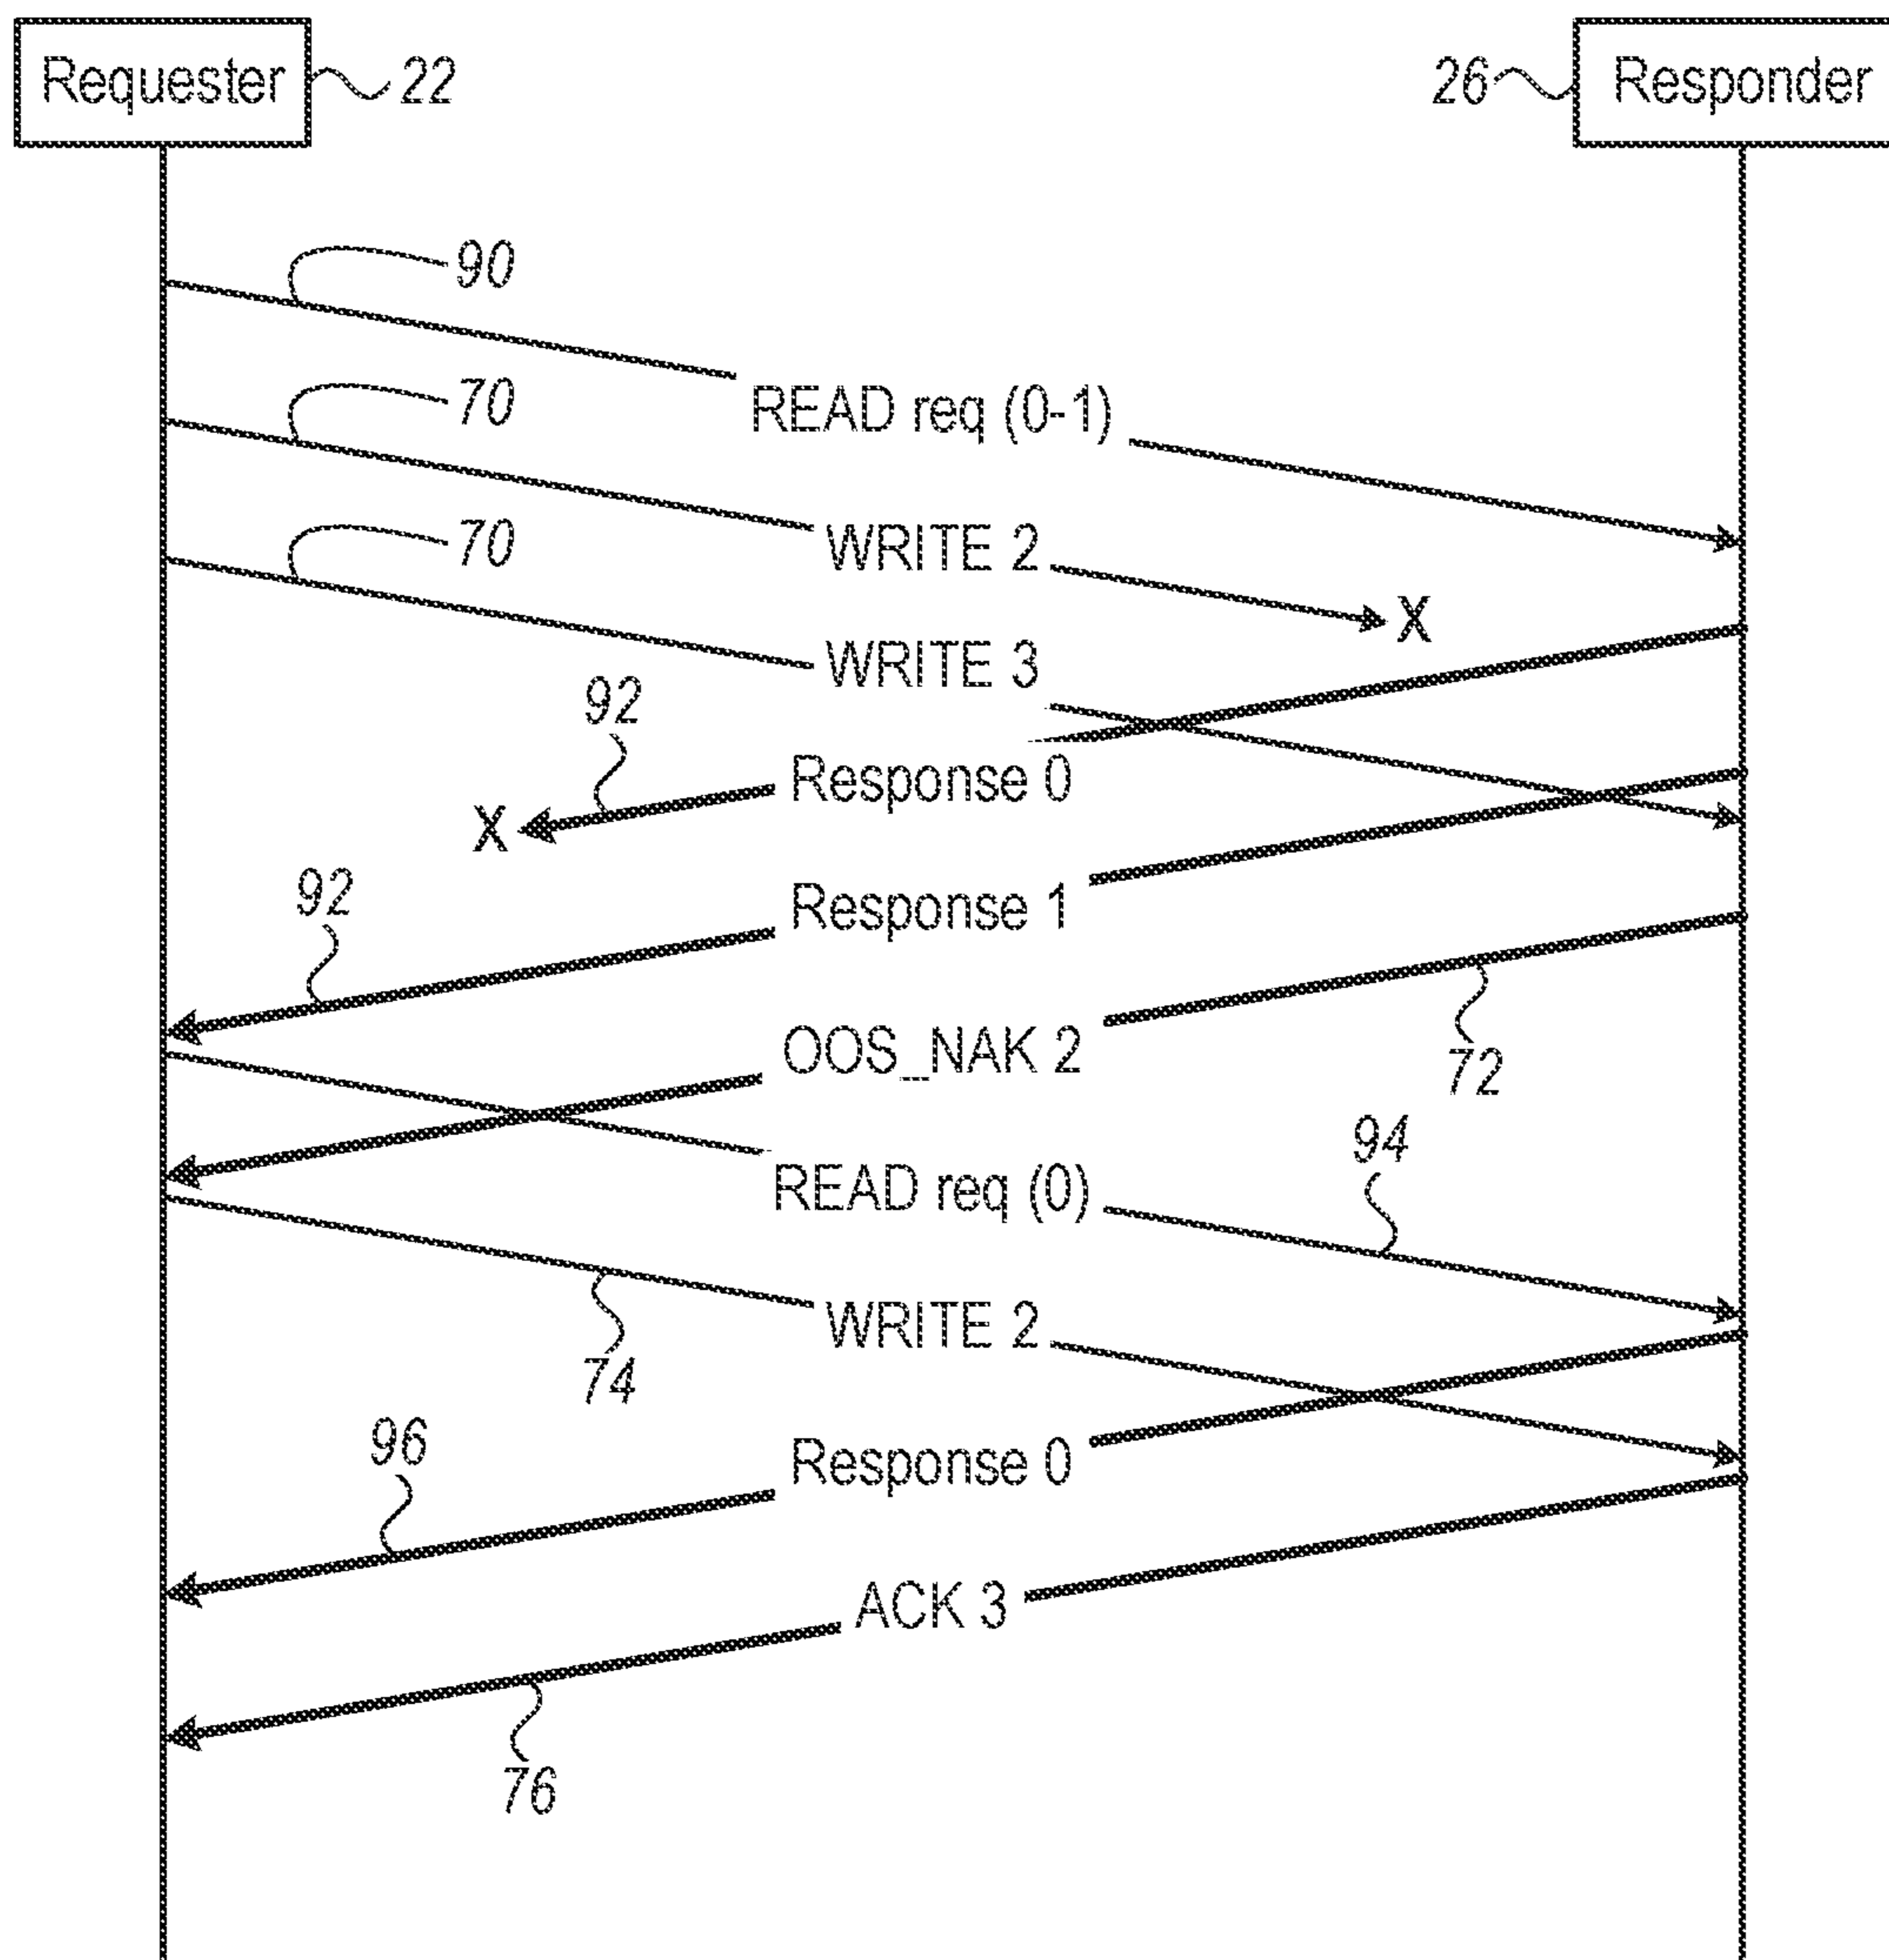 Requester 22 26 Responder
90
READ req (0-1)
70
WRITE 2
70
X
WRITE 3
92
Response 0
X
92
Response 1
OOS_NAK 2
72
94
READ req (0)
WRITE 2
74
96
Response 0
ACK 3
76